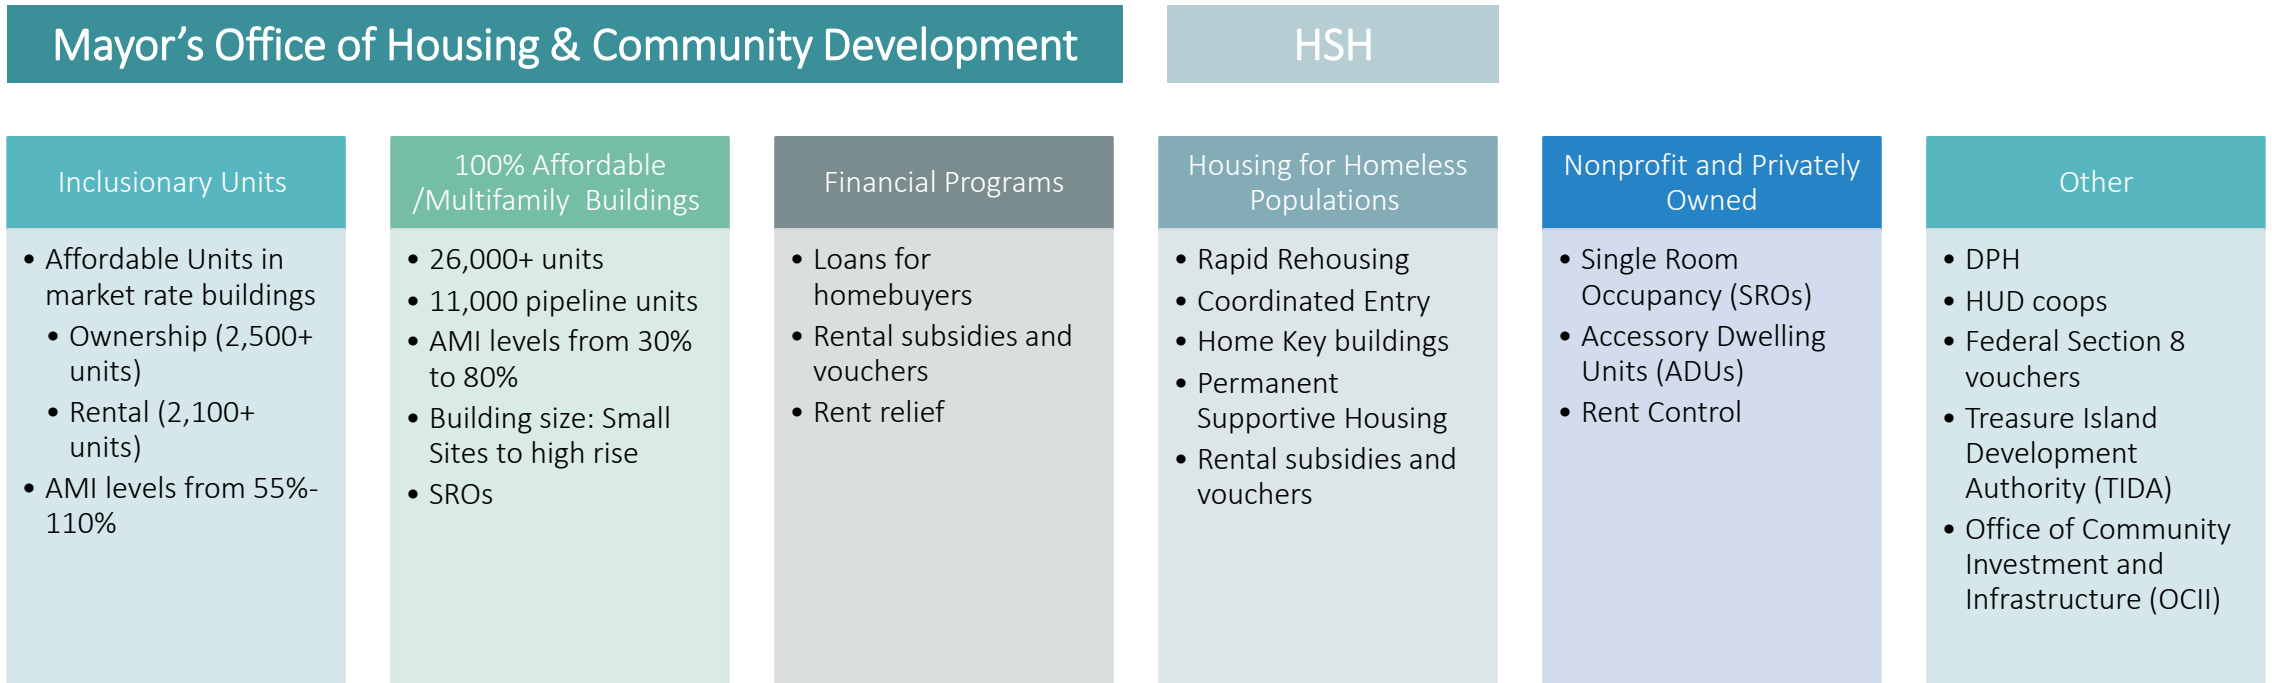 Mayor’s Office of Housing & Community Development
HSH
Inclusionary Units
• Affordable Units in
market rate buildings
• Ownership (2,500+
units)
• Rental (2,100+
units)
• AMI levels from 55%-
110%
100% Affordable
/Multifamily Buildings
• 26,000+ units
• 11,000 pipeline units
• AMI levels from 30%
to 80%
• Building size: Small
Sites to high rise
• SROs
Financial Programs
• Loans for
homebuyers
• Rental subsidies and
vouchers
• Rent relief
Housing for Homeless
Populations
• Rapid Rehousing
• Coordinated Entry
• Home Key buildings
• Permanent
Supportive Housing
• Rental subsidies and
vouchers
Nonprofit and Privately
Owned
• Single Room
Occupancy (SROs)
• Accessory Dwelling
Units (ADUs)
• Rent Control
Other
• DPH
• HUD coops
• Federal Section 8
vouchers
• Treasure Island
Development
Authority (TIDA)
• Office of Community
Investment and
Infrastructure (OCII)